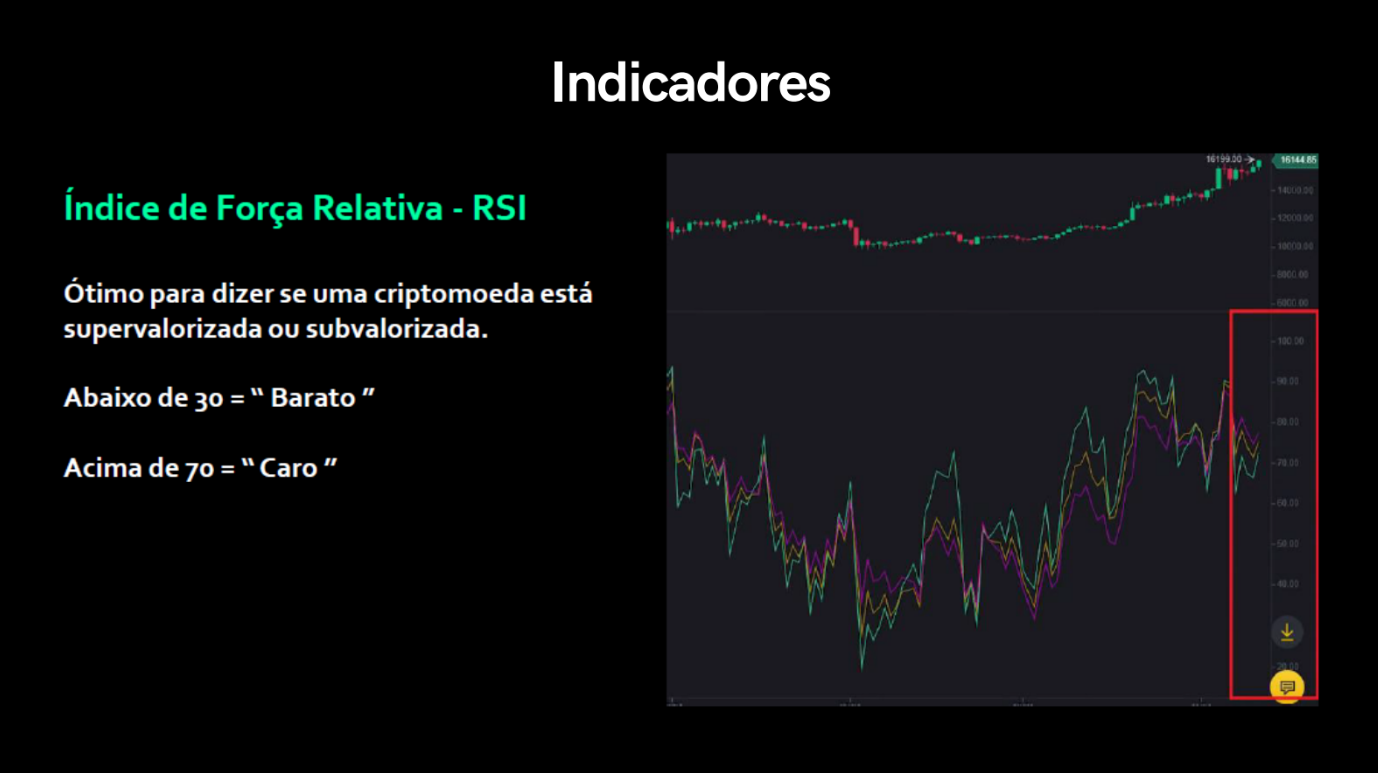 Indicadores
Índice de Força Relativa - RSI
Ótimo para dizer se uma criptomoeda está
supervalorizada ou subvalorizada.
Abaixo de 30 = “ Barato ”
Acima de 70 = “ Caro ”
16199.00
16144.65
14000.00
12000.00
10000.00
8000.00
6000.00
100.00
90.00
80.00
70.00
60.00
50.00
40.00
20.00